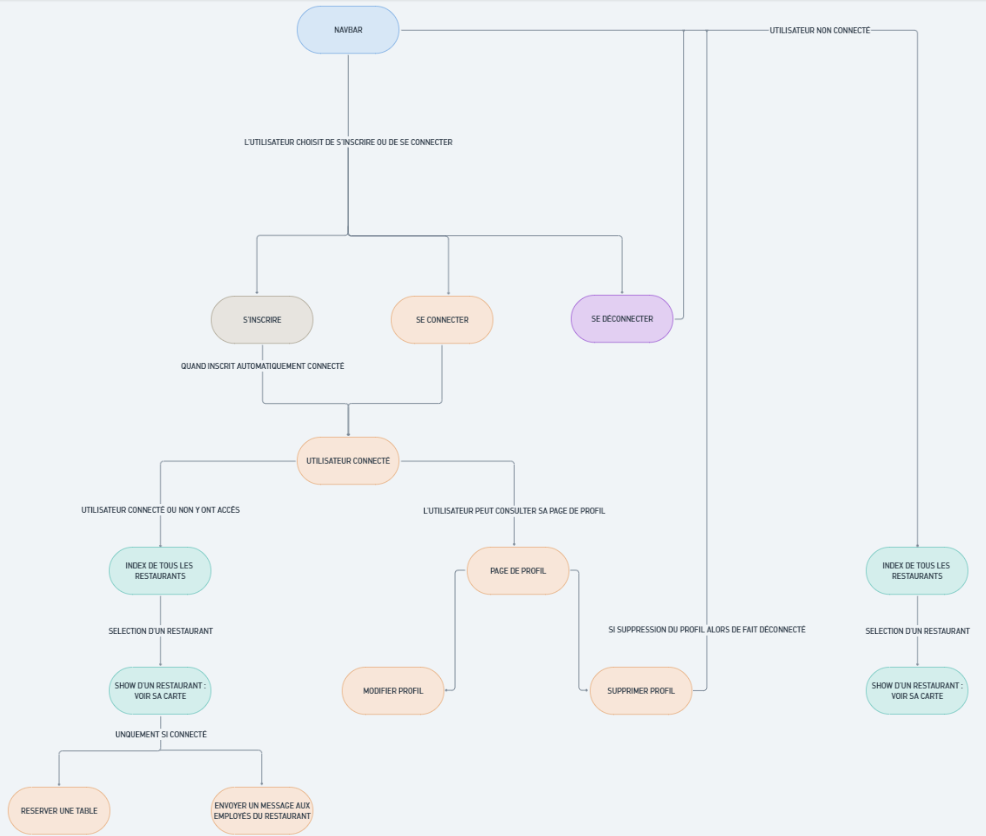 NAVBAR
UTILISATEUR NON CONNECTÉ
L'UTILISATEUR CHOISIT DE S'INSCRIRE OU DE SE CONNECTER
S'INSCRIRE
SE CONNECTER
SE DÉCONNECTER
QUAND INSCRIT AUTOMATIQUEMENT CONNECTÉ
UTILISATEUR CONNECTÉ
UTILISATEUR CONNECTÉ OU NON Y ONT ACCÈS
L'UTILISATEUR PEUT CONSULTER SA PAGE DE PROFIL
INDEX DE TOUS LES
RESTAURANTS
PAGE DE PROFIL
INDEX DE TOUS LES
RESTAURANTS
SELECTION D'UN RESTAURANT
SI SUPPRESSION DU PROFIL ALORS DE FAIT DÉCONNECTÉ
SELECTION D'UN RESTAURANT
SHOW D'UN RESTAURANT :
VOIR SA CARTE
MODIFIER PROFIL
SUPPRIMER PROFIL
SHOW D'UN RESTAURANT :
VOIR SA CARTE
UNQUEMENT SI CONNECTÉ
RESERVER UNE TABLE
ENVOYER UN MESSAGE AUX
EMPLOYÉS DU RESTAURANT